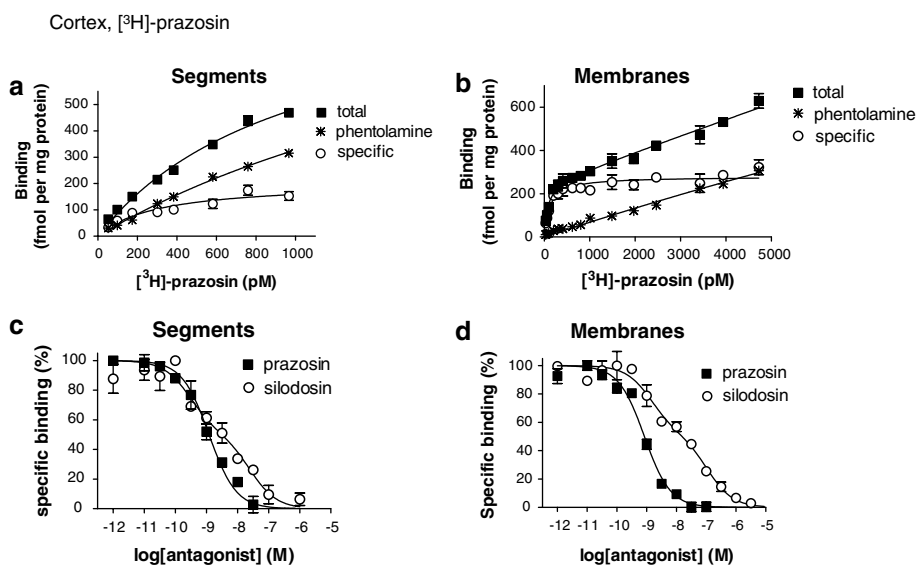 Cortex, [³H]-prazosin
a
Segments
500
400
300
200
100
0
Binding
(fmol per mg protein)
0 200 400 600 800 1000
[³H]-prazosin (pM)
total
phentolamine
specific
b
Membranes
600
400
200
0
Binding
(fmol per mg protein)
0 1000 2000 3000 4000 5000
[³H]-prazosin (pM)
total
phentolamine
specific
c
Segments
100
80
60
40
20
0
specific binding (%)
-12 -11 -10 -9 -8 -7 -6 -5
log[antagonist] (M)
prazosin
silodosin
d
Membranes
100
80
60
40
20
0
Specific binding (%)
-12 -11 -10 -9 -8 -7 -6 -5
log[antagonist] (M)
prazosin
silodosin